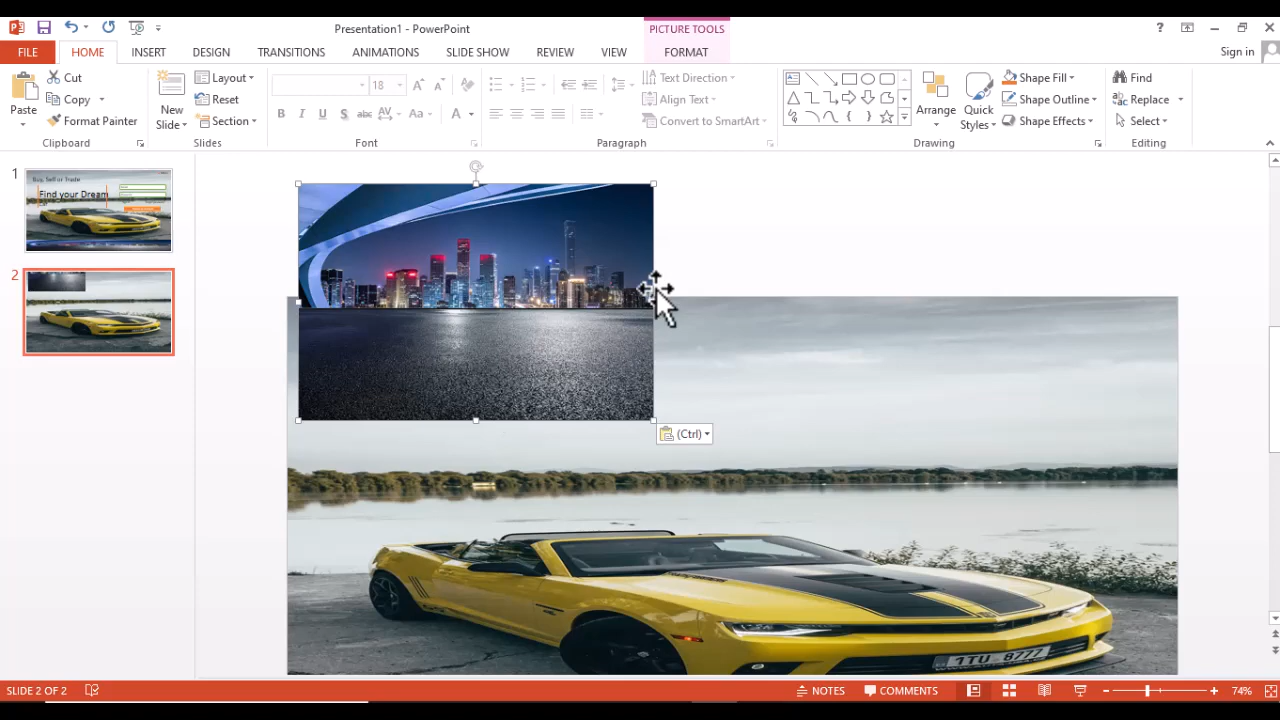 Presentation1 - PowerPoint
PICTURE TOOLS
?
FILE HOME INSERT DESIGN TRANSITIONS ANIMATIONS SLIDE SHOW REVIEW VIEW FORMAT Sign in
Paste
Cut
Copy
Format Painter
Clipboard
New Slide
Layout
Reset
Section
Slides
18
B I U S abc AV Aa A
Font
Text Direction
Align Text
Convert to SmartArt
Paragraph
Arrange
Quick Styles
Shape Fill
Shape Outline
Shape Effects
Drawing
Find
Replace
Select
Editing
1
Buy, Sell or Trade
Find your Dream
2
(Ctrl)
1TU 8777
SLIDE 2 OF 2
NOTES
COMMENTS
74%